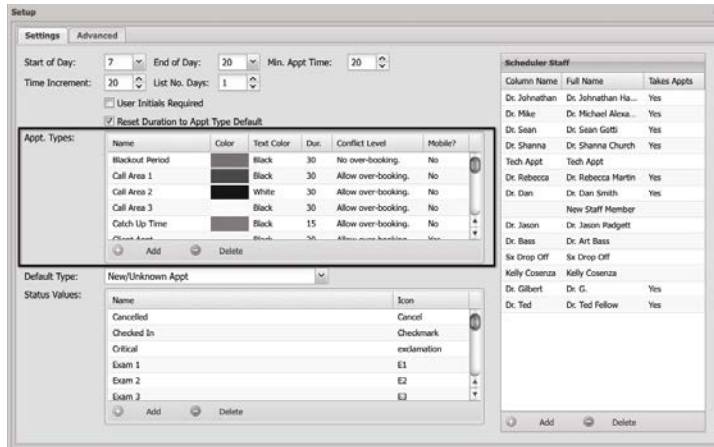 Setup
Settings Advanced
Start of Day: 7 End of Day: 20 Min. Appt Time: 20
Time Increment: 20 List No. Days: 1
User Initials Required
Reset Duration to Appt Type Default
Appt. Types:
Name Color Text Color Dur. Conflict Level Mobile?
Blackout Period Black 30 No over-booking. No
Call Area 1 Black 30 Allow over-booking. No
Call Area 2 White 30 Allow over-booking. No
Call Area 3 Black 30 Allow over-booking. No
Catch Up Time Black 15 Allow over-booking. No
Add Delete
Default Type: New/Unknown Appt
Status Values:
Name Icon
Cancelled Cancel
Checked In Checkmark
Critical exclamation
Exam 1 E1
Exam 2 E2
Exam 3 E3
Add Delete
Scheduler Staff
Column Name Full Name Takes Appts
Dr. Johnathan Dr. Johnathan Ha... Yes
Dr. Mike Dr. Michael Alexa... Yes
Dr. Sean Dr. Sean Gotti Yes
Dr. Shanna Dr. Shanna Church Yes
Tech Appt Tech Appt
Dr. Rebecca Dr. Rebecca Martin Yes
Dr. Dan Dr. Dan Smith Yes
New Staff Member
Dr. Jason Dr. Jason Padgett
Dr. Bass Dr. Art Bass
Sx Drop Off Sx Drop Off
Kelly Cosenza Kelly Cosenza
Dr. Gilbert Dr. G. Yes
Dr. Ted Dr. Ted Fellow Yes
Add Delete